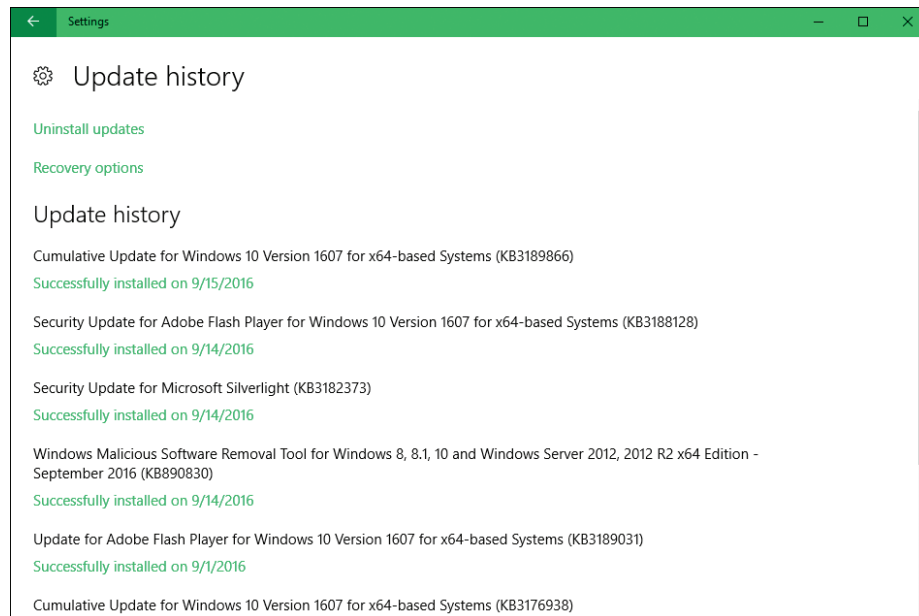 Settings
Update history
Uninstall updates
Recovery options
Update history
Cumulative Update for Windows 10 Version 1607 for x64-based Systems (KB3189866)
Successfully installed on 9/15/2016
Security Update for Adobe Flash Player for Windows 10 Version 1607 for x64-based Systems (KB3188128)
Successfully installed on 9/14/2016
Security Update for Microsoft Silverlight (KB3182373)
Successfully installed on 9/14/2016
Windows Malicious Software Removal Tool for Windows 8, 8.1, 10 and Windows Server 2012, 2012 R2 x64 Edition -
September 2016 (KB890830)
Successfully installed on 9/14/2016
Update for Adobe Flash Player for Windows 10 Version 1607 for x64-based Systems (KB3189031)
Successfully installed on 9/1/2016
Cumulative Update for Windows 10 Version 1607 for x64-based Systems (KB3176938)